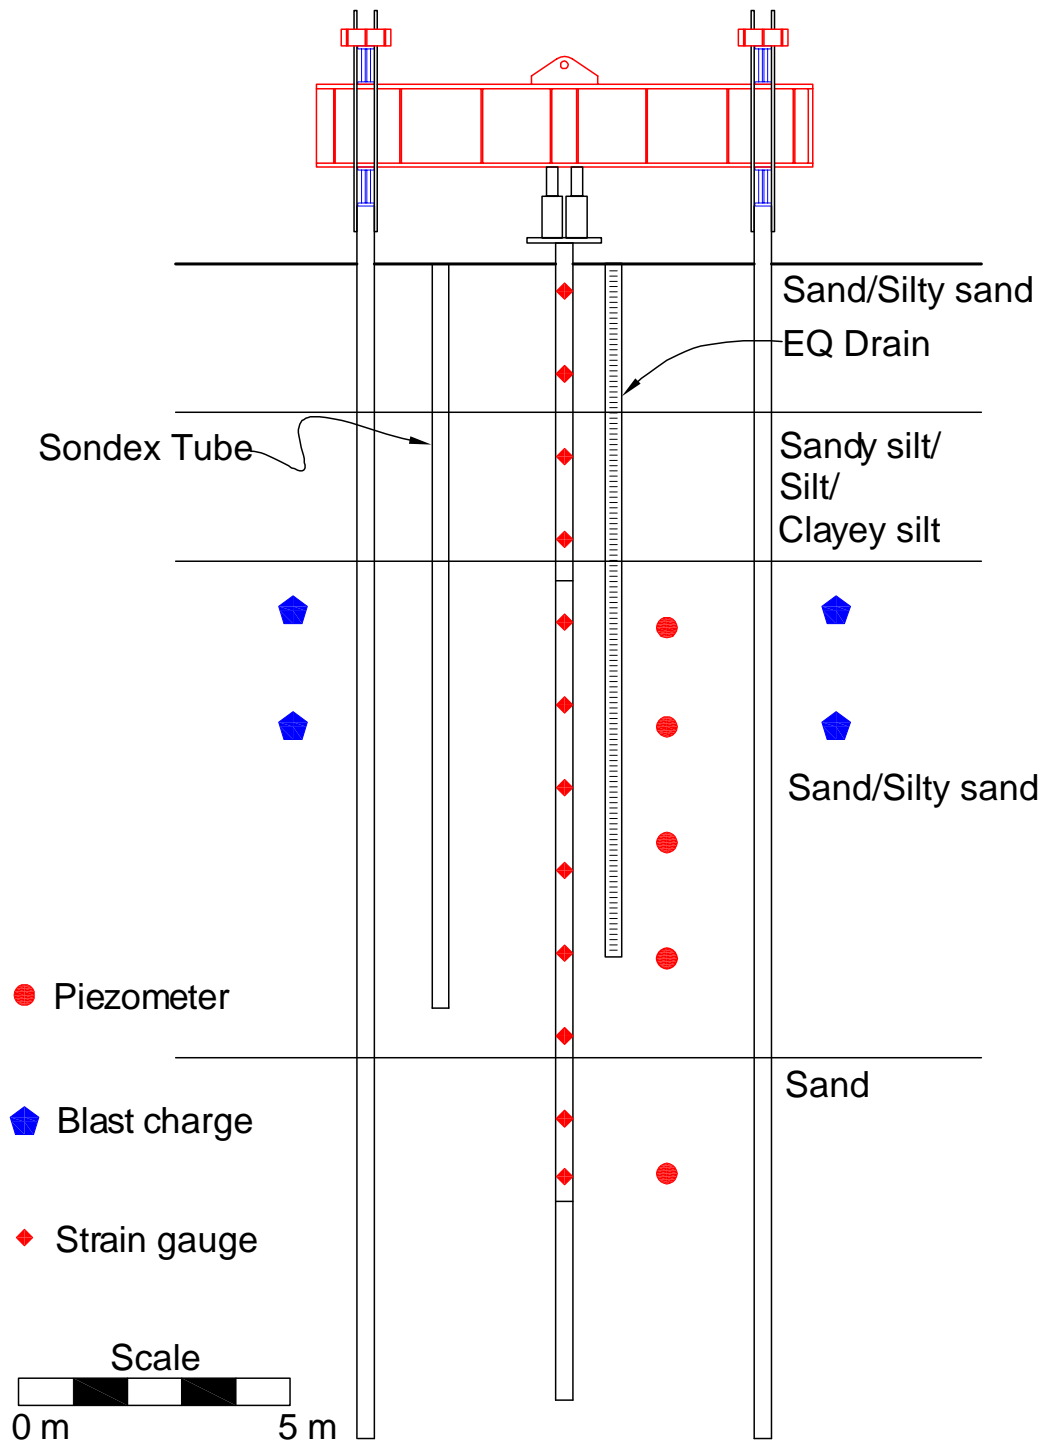 Sand/Silty sand
EQ Drain
Sondex Tube
Sandy silt/
Silt/
Clayey silt
Sand/Silty sand
Piezometer
Sand
Blast charge
Strain gauge
Scale
0 m 5 m